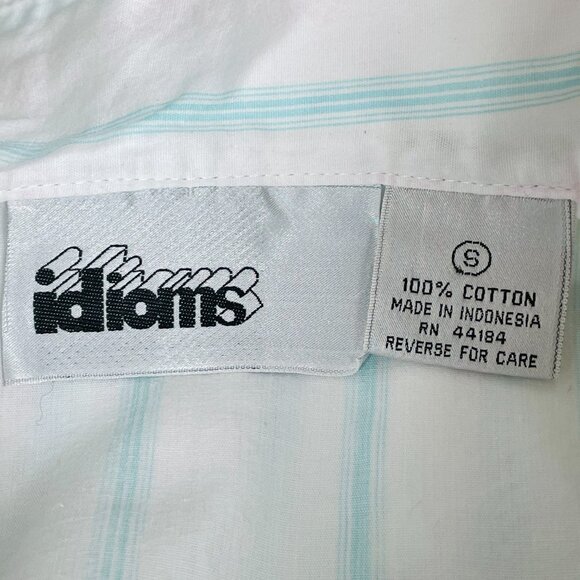 idioms
S
100% COTTON
MADE IN INDONESIA
RN 44184
REVERSE FOR CARE